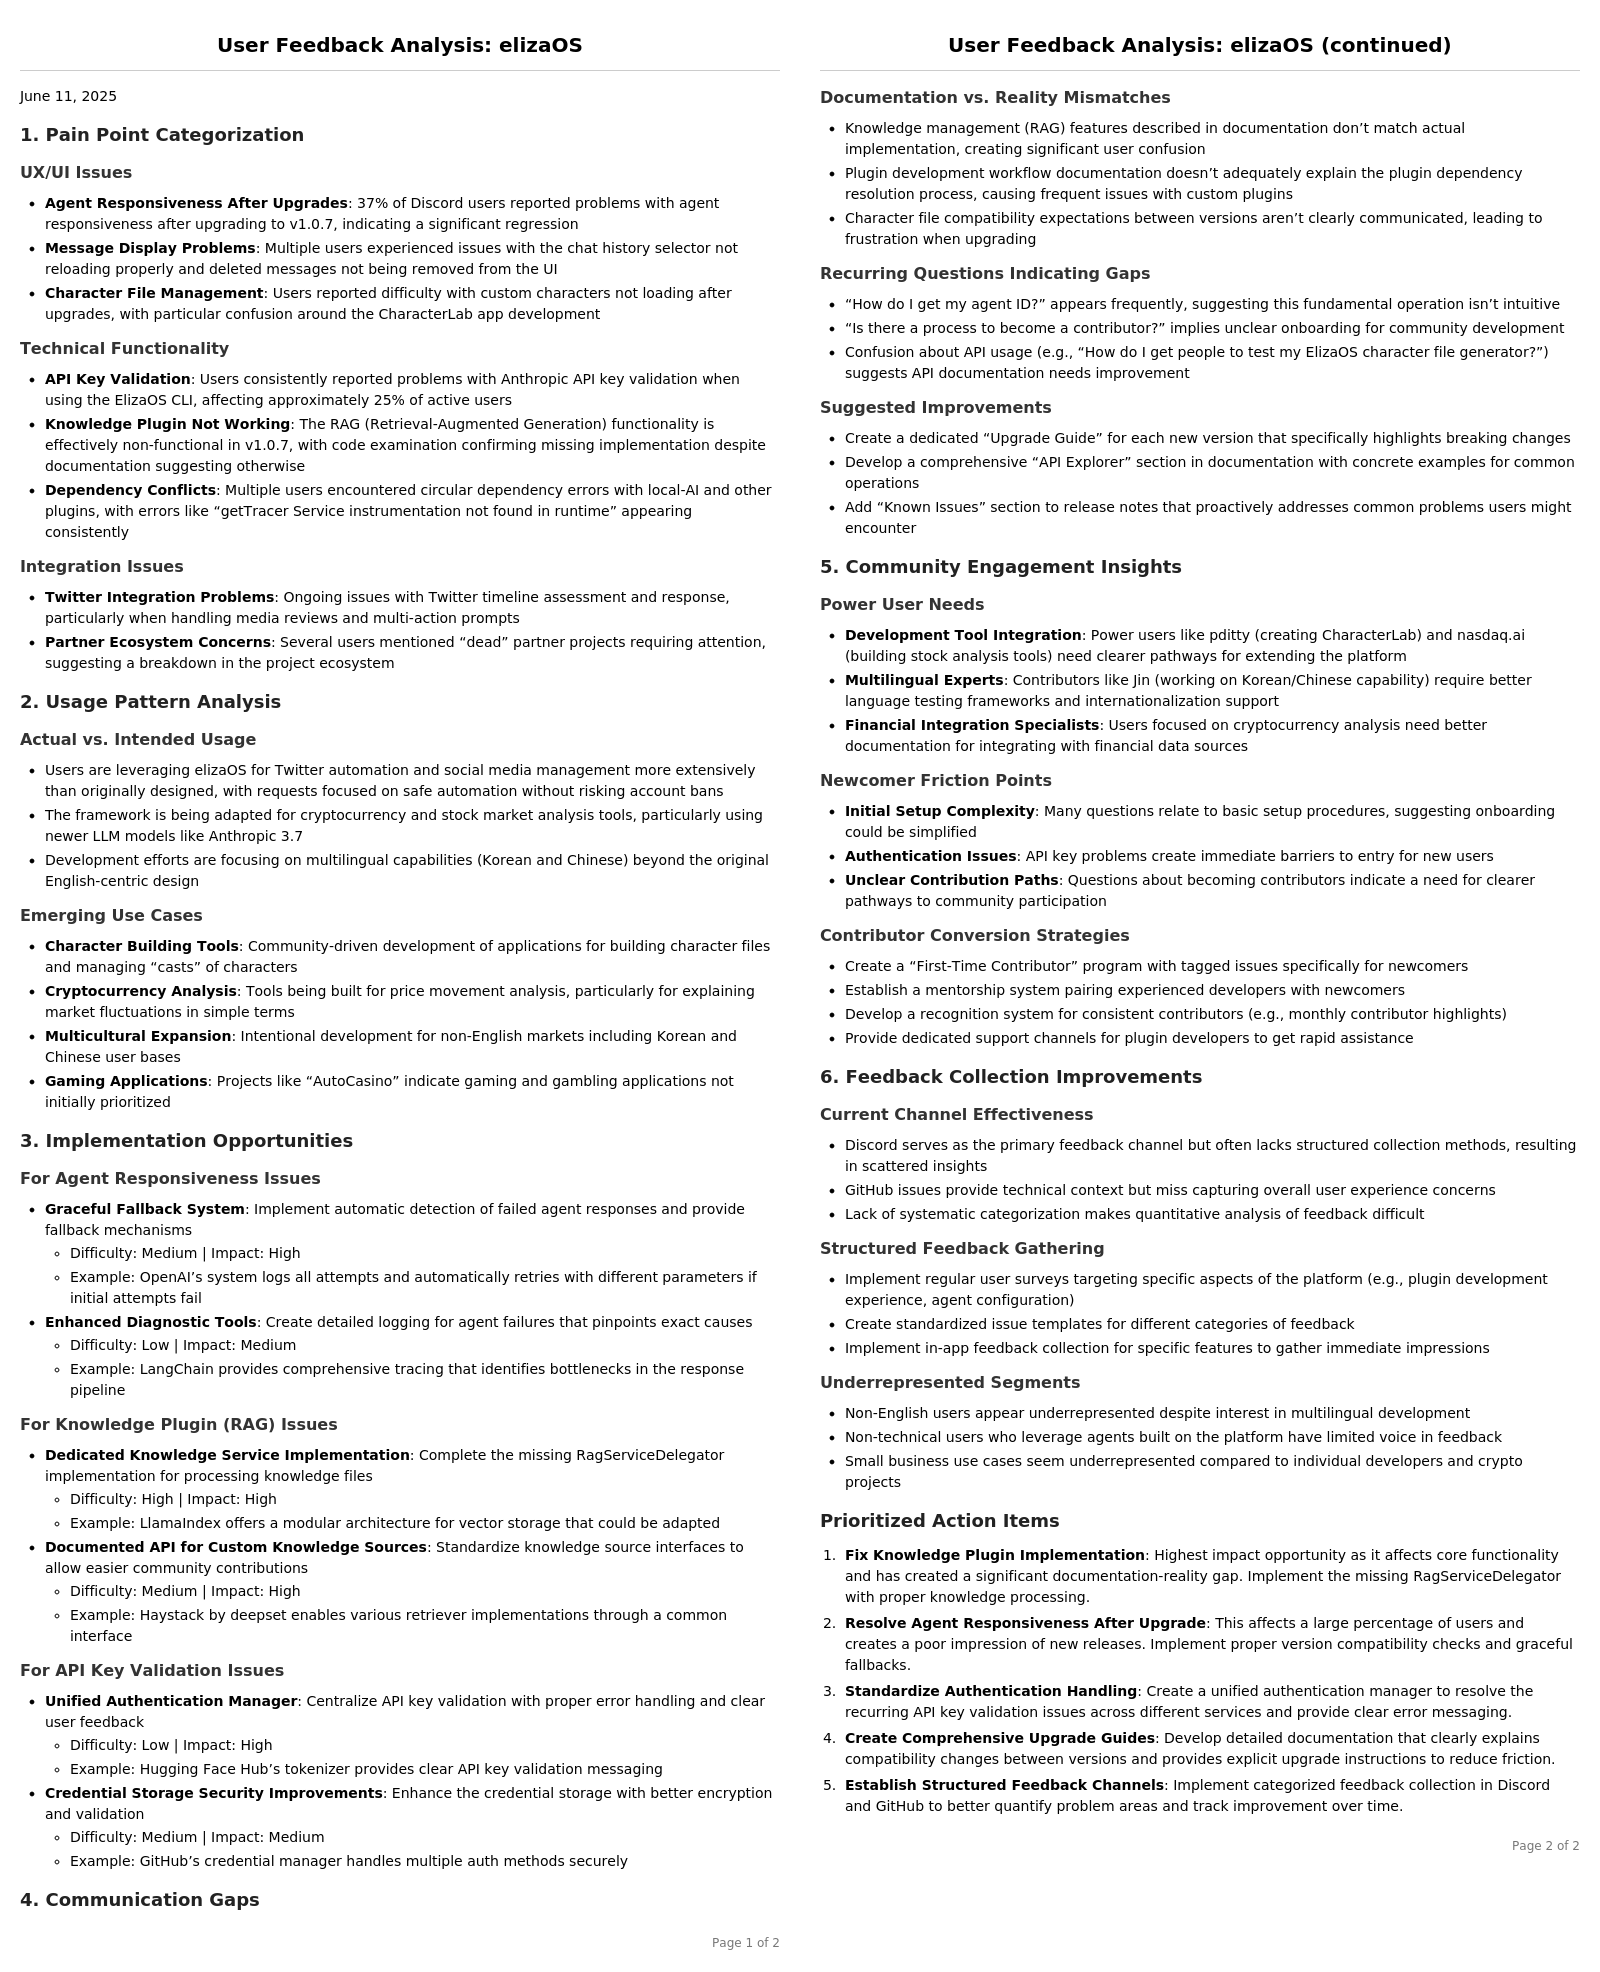 User Feedback Analysis: elizaOS
June 11, 2025
1. Pain Point Categorization
UX/UI Issues
• Agent Responsiveness After Upgrades: 37% of Discord users reported problems with agent
responsiveness after upgrading to v1.0.7, indicating a significant regression
• Message Display Problems: Multiple users experienced issues with the chat history selector not
reloading properly and deleted messages not being removed from the UI
• Character File Management: Users reported difficulty with custom characters not loading after
upgrades, with particular confusion around the CharacterLab app development
Technical Functionality
• API Key Validation: Users consistently reported problems with Anthropic API key validation when
using the ElizaOS CLI, affecting approximately 25% of active users
• Knowledge Plugin Not Working: The RAG (Retrieval-Augmented Generation) functionality is
effectively non-functional in v1.0.7, with code examination confirming missing implementation despite
documentation suggesting otherwise
• Dependency Conflicts: Multiple users encountered circular dependency errors with local-AI and other
plugins, with errors like “getTracer Service instrumentation not found in runtime” appearing
consistently
Integration Issues
• Twitter Integration Problems: Ongoing issues with Twitter timeline assessment and response,
particularly when handling media reviews and multi-action prompts
• Partner Ecosystem Concerns: Several users mentioned “dead” partner projects requiring attention,
suggesting a breakdown in the project ecosystem
2. Usage Pattern Analysis
Actual vs. Intended Usage
• Users are leveraging elizaOS for Twitter automation and social media management more extensively
than originally designed, with requests focused on safe automation without risking account bans
• The framework is being adapted for cryptocurrency and stock market analysis tools, particularly using
newer LLM models like Anthropic 3.7
• Development efforts are focusing on multilingual capabilities (Korean and Chinese) beyond the original
English-centric design
Emerging Use Cases
• Character Building Tools: Community-driven development of applications for building character files
and managing “casts” of characters
• Cryptocurrency Analysis: Tools being built for price movement analysis, particularly for explaining
market fluctuations in simple terms
• Multicultural Expansion: Intentional development for non-English markets including Korean and
Chinese user bases
• Gaming Applications: Projects like “AutoCasino” indicate gaming and gambling applications not
initially prioritized
3. Implementation Opportunities
For Agent Responsiveness Issues
• Graceful Fallback System: Implement automatic detection of failed agent responses and provide
fallback mechanisms
◦ Difficulty: Medium | Impact: High
◦ Example: OpenAI’s system logs all attempts and automatically retries with different parameters if
initial attempts fail
• Enhanced Diagnostic Tools: Create detailed logging for agent failures that pinpoints exact causes
◦ Difficulty: Low | Impact: Medium
◦ Example: LangChain provides comprehensive tracing that identifies bottlenecks in the response
pipeline
For Knowledge Plugin (RAG) Issues
• Dedicated Knowledge Service Implementation: Complete the missing RagServiceDelegator
implementation for processing knowledge files
◦ Difficulty: High | Impact: High
◦ Example: LlamaIndex offers a modular architecture for vector storage that could be adapted
• Documented API for Custom Knowledge Sources: Standardize knowledge source interfaces to
allow easier community contributions
◦ Difficulty: Medium | Impact: High
◦ Example: Haystack by deepset enables various retriever implementations through a common
interface
For API Key Validation Issues
• Unified Authentication Manager: Centralize API key validation with proper error handling and clear
user feedback
◦ Difficulty: Low | Impact: High
◦ Example: Hugging Face Hub’s tokenizer provides clear API key validation messaging
• Credential Storage Security Improvements: Enhance the credential storage with better encryption
and validation
◦ Difficulty: Medium | Impact: Medium
◦ Example: GitHub’s credential manager handles multiple auth methods securely
4. Communication Gaps
Page 1 of 2
User Feedback Analysis: elizaOS (continued)
Documentation vs. Reality Mismatches
• Knowledge management (RAG) features described in documentation don’t match actual
implementation, creating significant user confusion
• Plugin development workflow documentation doesn’t adequately explain the plugin dependency
resolution process, causing frequent issues with custom plugins
• Character file compatibility expectations between versions aren’t clearly communicated, leading to
frustration when upgrading
Recurring Questions Indicating Gaps
• “How do I get my agent ID?” appears frequently, suggesting this fundamental operation isn’t intuitive
• “Is there a process to become a contributor?” implies unclear onboarding for community development
• Confusion about API usage (e.g., “How do I get people to test my ElizaOS character file generator?”)
suggests API documentation needs improvement
Suggested Improvements
• Create a dedicated “Upgrade Guide” for each new version that specifically highlights breaking changes
• Develop a comprehensive “API Explorer” section in documentation with concrete examples for common
operations
• Add “Known Issues” section to release notes that proactively addresses common problems users might
encounter
5. Community Engagement Insights
Power User Needs
• Development Tool Integration: Power users like pditty (creating CharacterLab) and nasdaq.ai
(building stock analysis tools) need clearer pathways for extending the platform
• Multilingual Experts: Contributors like Jin (working on Korean/Chinese capability) require better
language testing frameworks and internationalization support
• Financial Integration Specialists: Users focused on cryptocurrency analysis need better
documentation for integrating with financial data sources
Newcomer Friction Points
• Initial Setup Complexity: Many questions relate to basic setup procedures, suggesting onboarding
could be simplified
• Authentication Issues: API key problems create immediate barriers to entry for new users
• Unclear Contribution Paths: Questions about becoming contributors indicate a need for clearer
pathways to community participation
Contributor Conversion Strategies
• Create a “First-Time Contributor” program with tagged issues specifically for newcomers
• Establish a mentorship system pairing experienced developers with newcomers
• Develop a recognition system for consistent contributors (e.g., monthly contributor highlights)
• Provide dedicated support channels for plugin developers to get rapid assistance
6. Feedback Collection Improvements
Current Channel Effectiveness
• Discord serves as the primary feedback channel but often lacks structured collection methods, resulting
in scattered insights
• GitHub issues provide technical context but miss capturing overall user experience concerns
• Lack of systematic categorization makes quantitative analysis of feedback difficult
Structured Feedback Gathering
• Implement regular user surveys targeting specific aspects of the platform (e.g., plugin development
experience, agent configuration)
• Create standardized issue templates for different categories of feedback
• Implement in-app feedback collection for specific features to gather immediate impressions
Underrepresented Segments
• Non-English users appear underrepresented despite interest in multilingual development
• Non-technical users who leverage agents built on the platform have limited voice in feedback
• Small business use cases seem underrepresented compared to individual developers and crypto
projects
Prioritized Action Items
1. Fix Knowledge Plugin Implementation: Highest impact opportunity as it affects core functionality
and has created a significant documentation-reality gap. Implement the missing RagServiceDelegator
with proper knowledge processing.
2. Resolve Agent Responsiveness After Upgrade: This affects a large percentage of users and
creates a poor impression of new releases. Implement proper version compatibility checks and graceful
fallbacks.
3. Standardize Authentication Handling: Create a unified authentication manager to resolve the
recurring API key validation issues across different services and provide clear error messaging.
4. Create Comprehensive Upgrade Guides: Develop detailed documentation that clearly explains
compatibility changes between versions and provides explicit upgrade instructions to reduce friction.
5. Establish Structured Feedback Channels: Implement categorized feedback collection in Discord
and GitHub to better quantify problem areas and track improvement over time.
Page 2 of 2